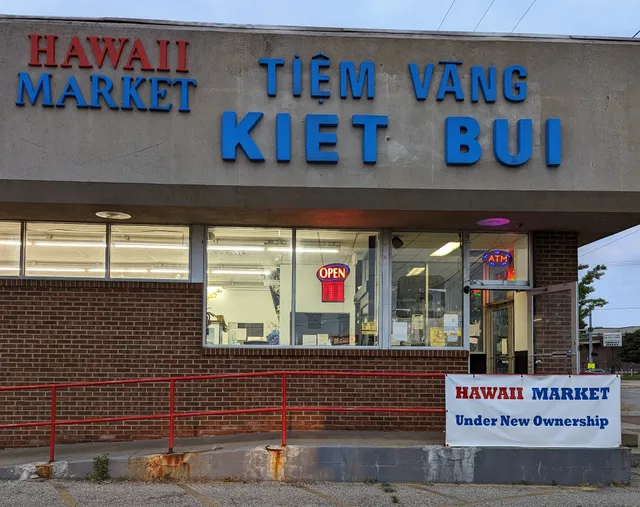 HAWAII
MARKET
TIỆM VÀNG
KIET BUI
OPEN
ATM
HAWAII MARKET
Under New Ownership